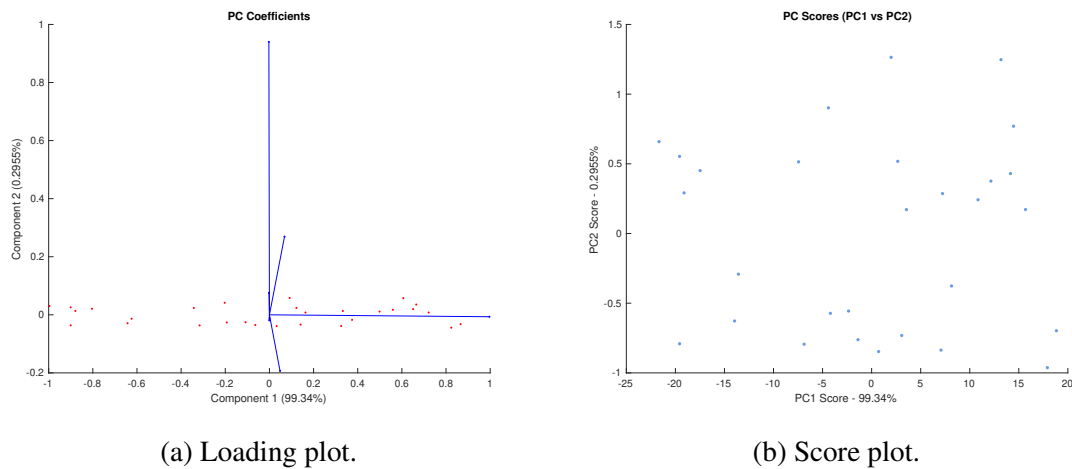 PC Coefficients
1
0.8
0.6
0.4
0.2
0
-0.2
Component 2 (0.2955%)
-1 -0.8 -0.6 -0.4 -0.2 0 0.2 0.4 0.6 0.8 1
Component 1 (99.34%)
(a) Loading plot.
PC Scores (PC1 vs PC2)
1.5
1
0.5
0
-0.5
-1
PC2 Score - 0.2955%
-25 -20 -15 -10 -5 0 5 10 15 20
PC1 Score - 99.34%
(b) Score plot.